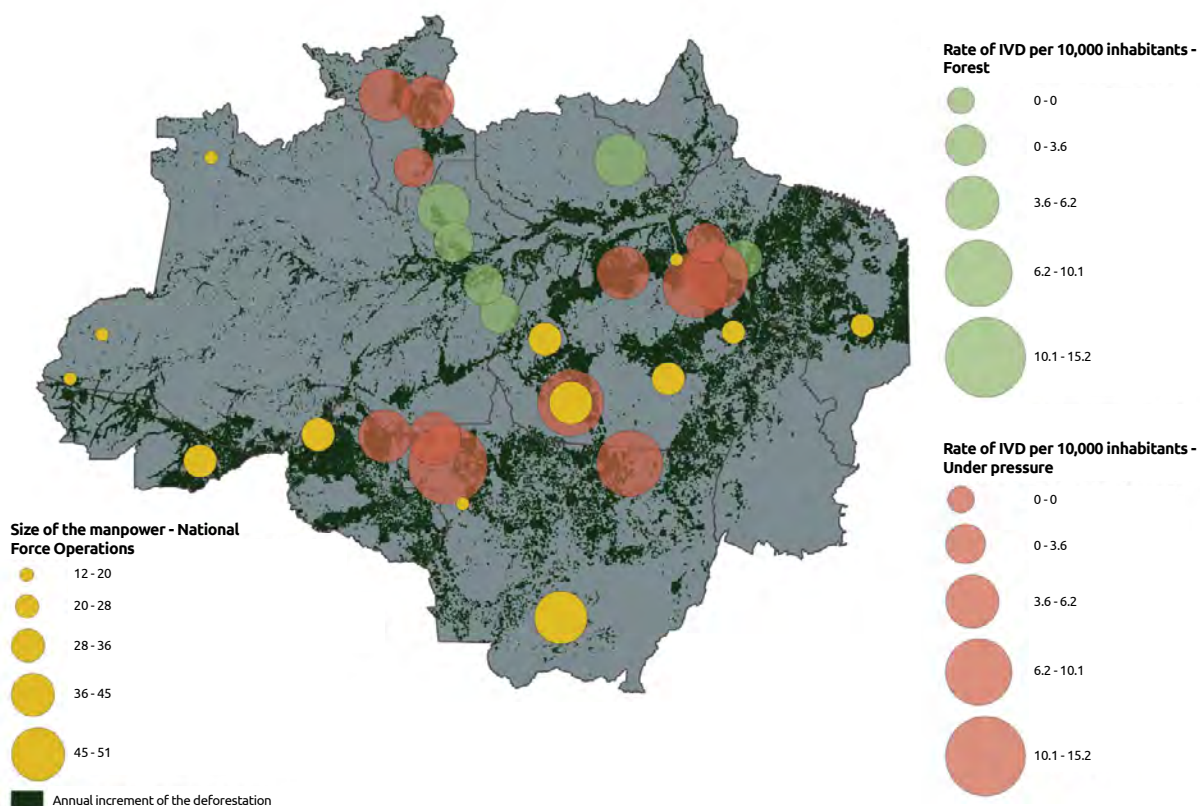 Rate of IVD per 10,000 inhabitants -
Forest
0 - 0
0 - 3.6
3.6 - 6.2
6.2 - 10.1
10.1 - 15.2
Rate of IVD per 10,000 inhabitants -
Under pressure
0 - 0
0 - 3.6
3.6 - 6.2
6.2 - 10.1
10.1 - 15.2
Size of the manpower - National
Force Operations
12 - 20
20 - 28
28 - 36
36 - 45
45 - 51
Annual increment of the deforestation